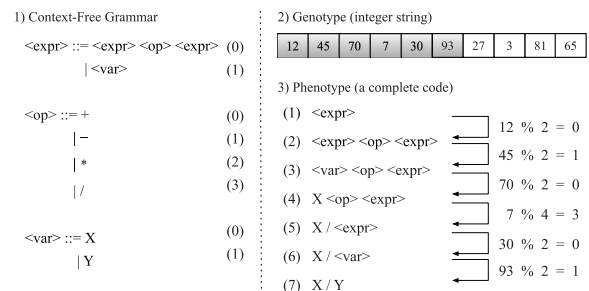 1) Context-Free Grammar
<expr> ::= <expr> <op> <expr> (0)
| <var> (1)
<op> ::= + (0)
| − (1)
| * (2)
| / (3)
<var> ::= X (0)
| Y (1)
2) Genotype (integer string)
12 45 70 7 30 93 27 3 81 65
3) Phenotype (a complete code)
(1) <expr>
12 % 2 = 0
(2) <expr> <op> <expr>
45 % 2 = 1
(3) <var> <op> <expr>
70 % 2 = 0
(4) X <op> <expr>
7 % 4 = 3
(5) X / <expr>
30 % 2 = 0
(6) X / <var>
93 % 2 = 1
(7) X / Y